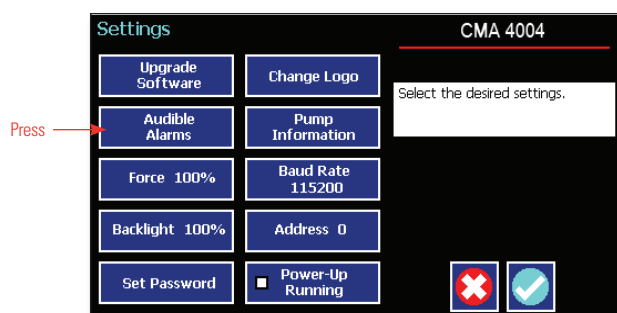 Settings
CMA 4004
Upgrade
Software
Change Logo
Select the desired settings.
Press
Audible
Alarms
Pump
Information
Force 100%
Baud Rate
115200
Backlight 100%
Address 0
Set Password
Power-Up
Running